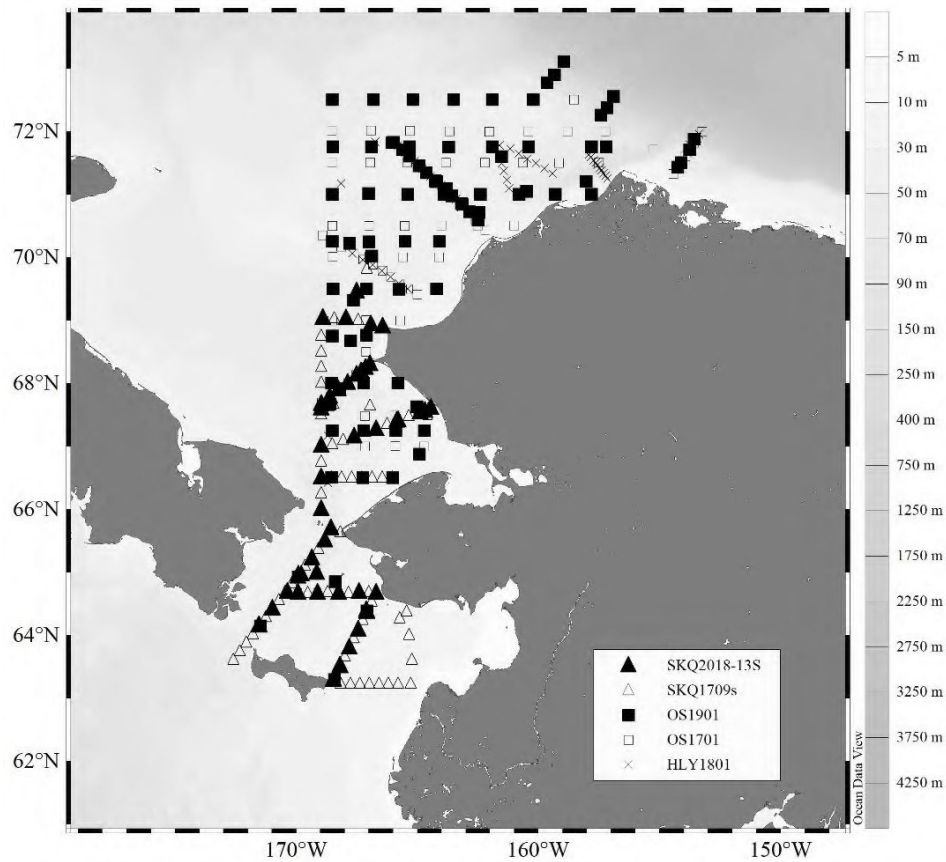 72°N
70°N
68°N
66°N
64°N
62°N
170°W
160°W
150°W
SKQ2018-13S
SKQ1709s
OS1901
OS1701
HLY1801
Ocean Data View
5 m
10 m
30 m
50 m
70 m
90 m
150 m
250 m
400 m
750 m
1250 m
1750 m
2250 m
2750 m
3250 m
3750 m
4250 m